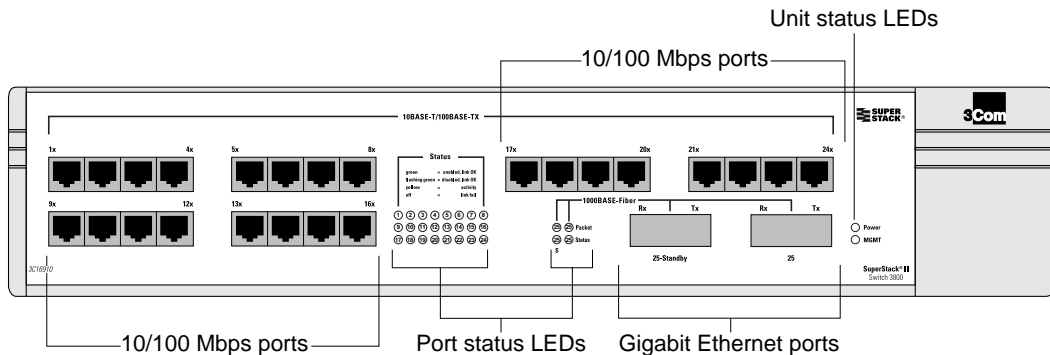 Unit status LEDs
10/100 Mbps ports
10BASE-T/100BASE-TX
SUPER
STACK®
3Com
1x 4x 5x 8x
17x 20x 21x 24x
Status
green = enabled, link OK
flashing green = disabled, link OK
yellow = activity
off = link fail
9x 12x 13x 16x
1 2 3 4 5 6 7 8
9 10 11 12 13 14 15 16
17 18 19 20 21 22 23 24
1000BASE-Fiber
Rx Tx Rx Tx
25 25 Packet
25 25 Status
S
25-Standby 25
Power
MGMT
3C16910
SuperStack® II
Switch 3800
10/100 Mbps ports
Port status LEDs
Gigabit Ethernet ports